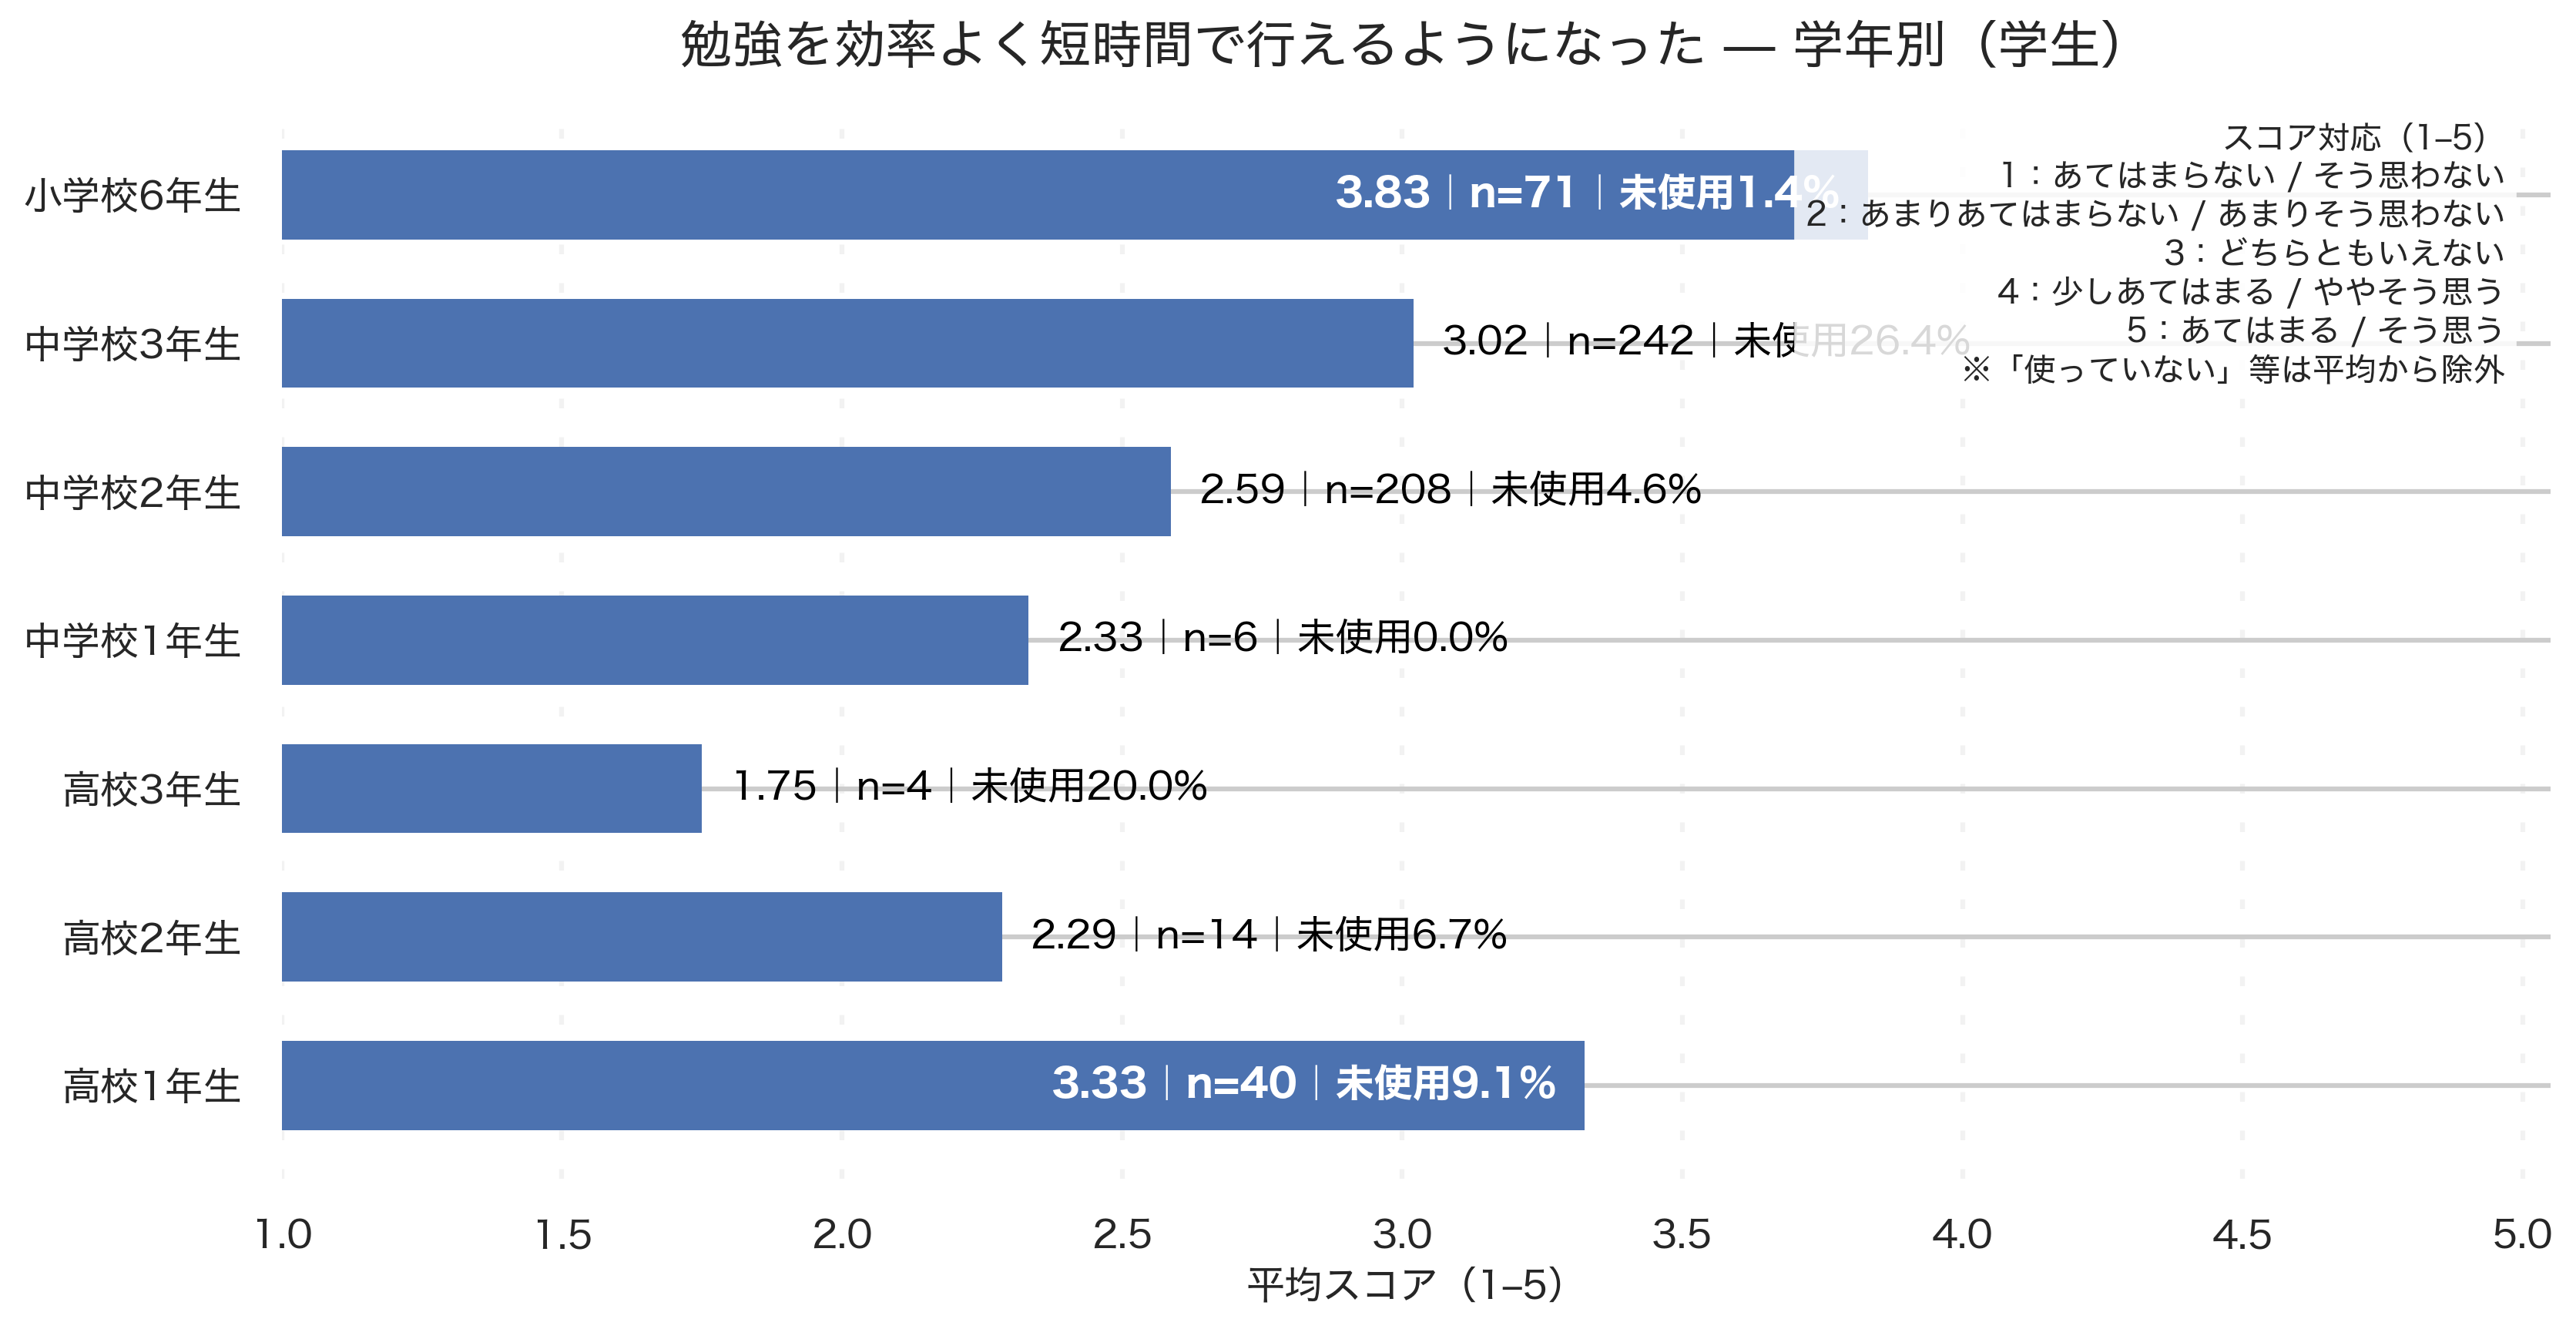 勉強を効率よく短時間で行えるようになった — 学年別（学生）
スコア対応（1–5）
1：あてはまらない / そう思わない
2：あまりあてはまらない / あまりそう思わない
3：どちらともいえない
4：少しあてはまる / ややそう思う
5：あてはまる / そう思う
※「使っていない」等は平均から除外
小学校6年生 3.83｜n=71｜未使用1.4%
中学校3年生 3.02｜n=242｜未使用26.4%
中学校2年生 2.59｜n=208｜未使用4.6%
中学校1年生 2.33｜n=6｜未使用0.0%
高校3年生 1.75｜n=4｜未使用20.0%
高校2年生 2.29｜n=14｜未使用6.7%
高校1年生 3.33｜n=40｜未使用9.1%
1.0 1.5 2.0 2.5 3.0 3.5 4.0 4.5 5.0
平均スコア（1–5）